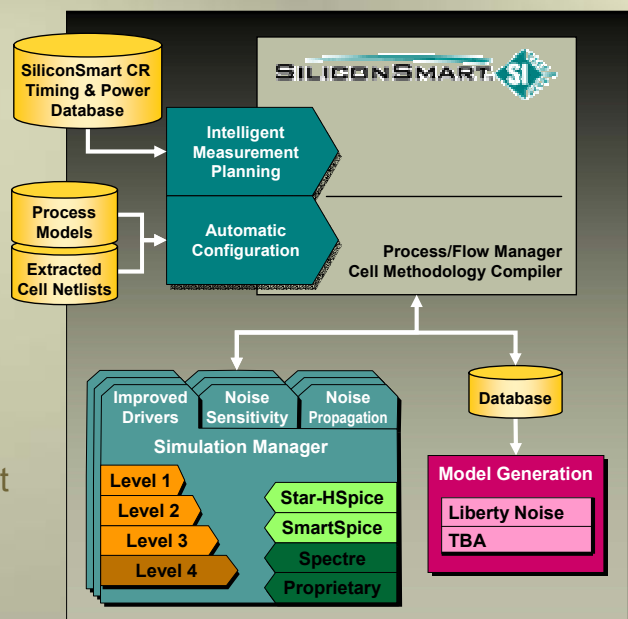 SiliconSmart CR
Timing & Power
Database
SILICONSMART SI
Intelligent
Measurement
Planning
Process
Models
Extracted
Cell Netlists
Automatic
Configuration
Process/Flow Manager
Cell Methodology Compiler
Improved
Drivers
Noise
Sensitivity
Noise
Propagation
Simulation Manager
Level 1
Level 2
Level 3
Level 4
Star-HSpice
SmartSpice
Spectre
Proprietary
Database
Model Generation
Liberty Noise
TBA
t